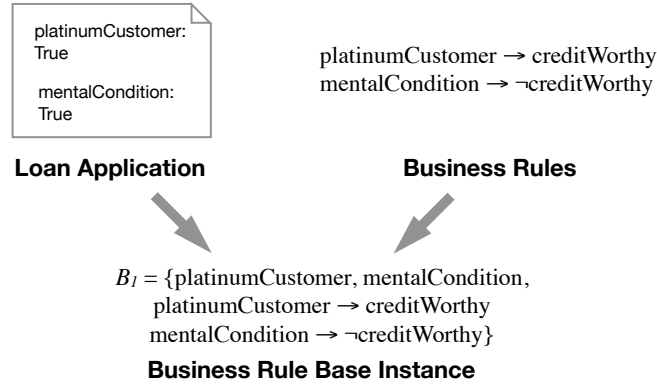 platinumCustomer:
True
mentalCondition:
True
Loan Application
platinumCustomer → creditWorthy
mentalCondition → ¬creditWorthy
Business Rules
B1 = {platinumCustomer, mentalCondition,
platinumCustomer → creditWorthy
mentalCondition → ¬creditWorthy}
Business Rule Base Instance